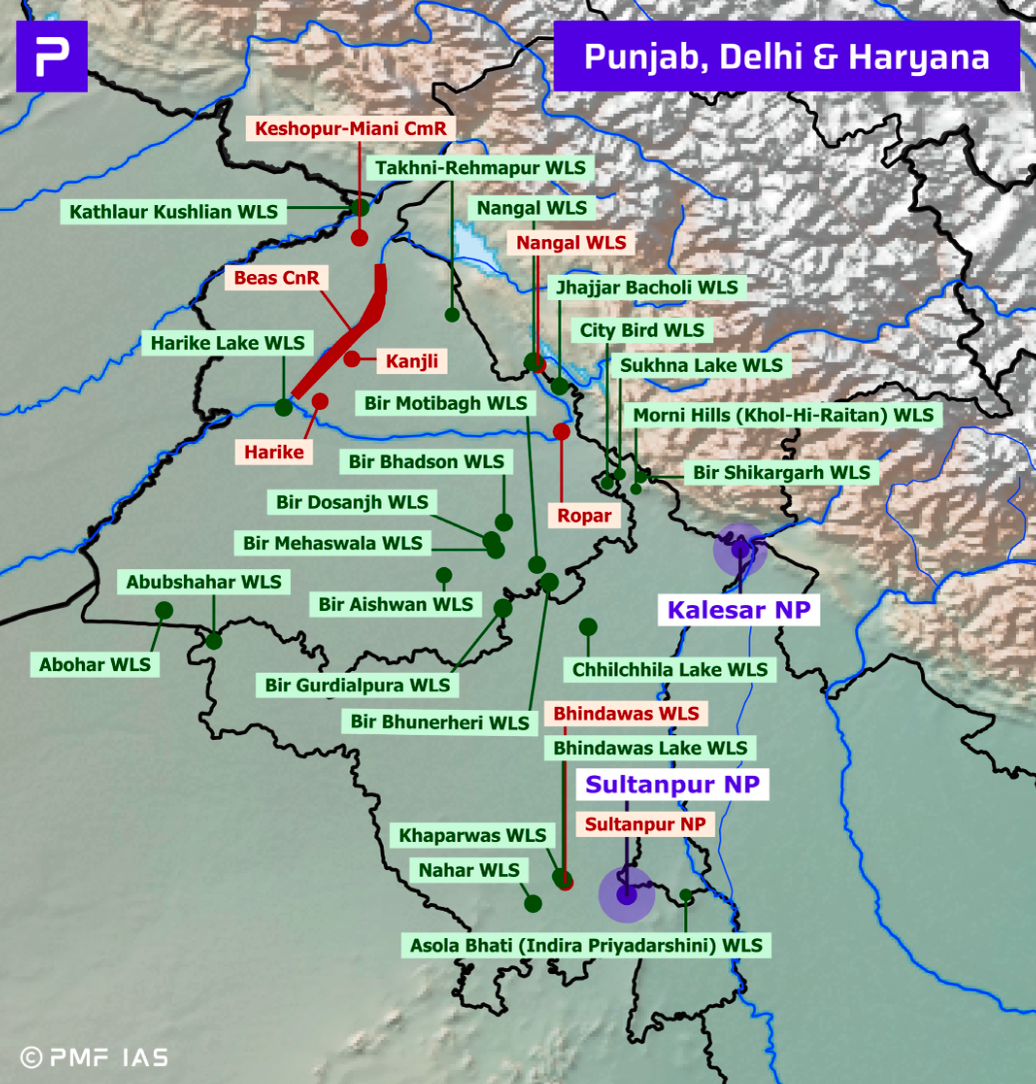 P
Punjab, Delhi & Haryana
Keshopur-Miani CmR
Takhni-Rehmapur WLS
Kathlaur Kushlian WLS
Nangal WLS
Nangal WLS
Beas CnR
Jhajjar Bacholi WLS
City Bird WLS
Harike Lake WLS
Kanjli
Sukhna Lake WLS
Bir Motibagh WLS
Morni Hills (Khol-Hi-Raitan) WLS
Harike
Bir Bhadson WLS
Bir Shikargarh WLS
Bir Dosanjh WLS
Ropar
Bir Mehaswala WLS
Abubshahar WLS
Bir Aishwan WLS
Kalesar NP
Abohar WLS
Chhilchhila Lake WLS
Bir Gurdialpura WLS
Bir Bhunerheri WLS
Bhindawas WLS
Bhindawas Lake WLS
Sultanpur NP
Sultanpur NP
Khaparwas WLS
Nahar WLS
Asola Bhati (Indira Priyadarshini) WLS
© PMF IAS